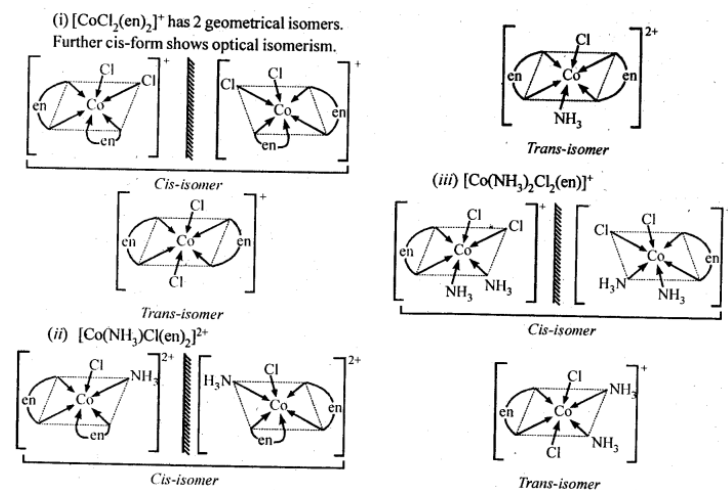 (i) [CoCl₂(en)₂]⁺ has 2 geometrical isomers.
Further cis-form shows optical isomerism.
Cl
Cl
en
Co
en
+
Cl
Cl
Co
en
en
+
Cis-isomer
Cl
en
Co
en
Cl
+
Trans-isomer
(ii) [Co(NH₃)Cl(en)₂]²⁺
Cl
NH₃
en
Co
en
2+
H₃N
Cl
Co
en
en
2+
Cis-isomer
Cl
en
Co
en
NH₃
2+
Trans-isomer
(iii) [Co(NH₃)₂Cl₂(en)]⁺
Cl
Cl
en
Co
NH₃
NH₃
+
Cl
Cl
Co
en
H₃N
NH₃
+
Cis-isomer
Cl
NH₃
en
Co
Cl
NH₃
+
Trans-isomer